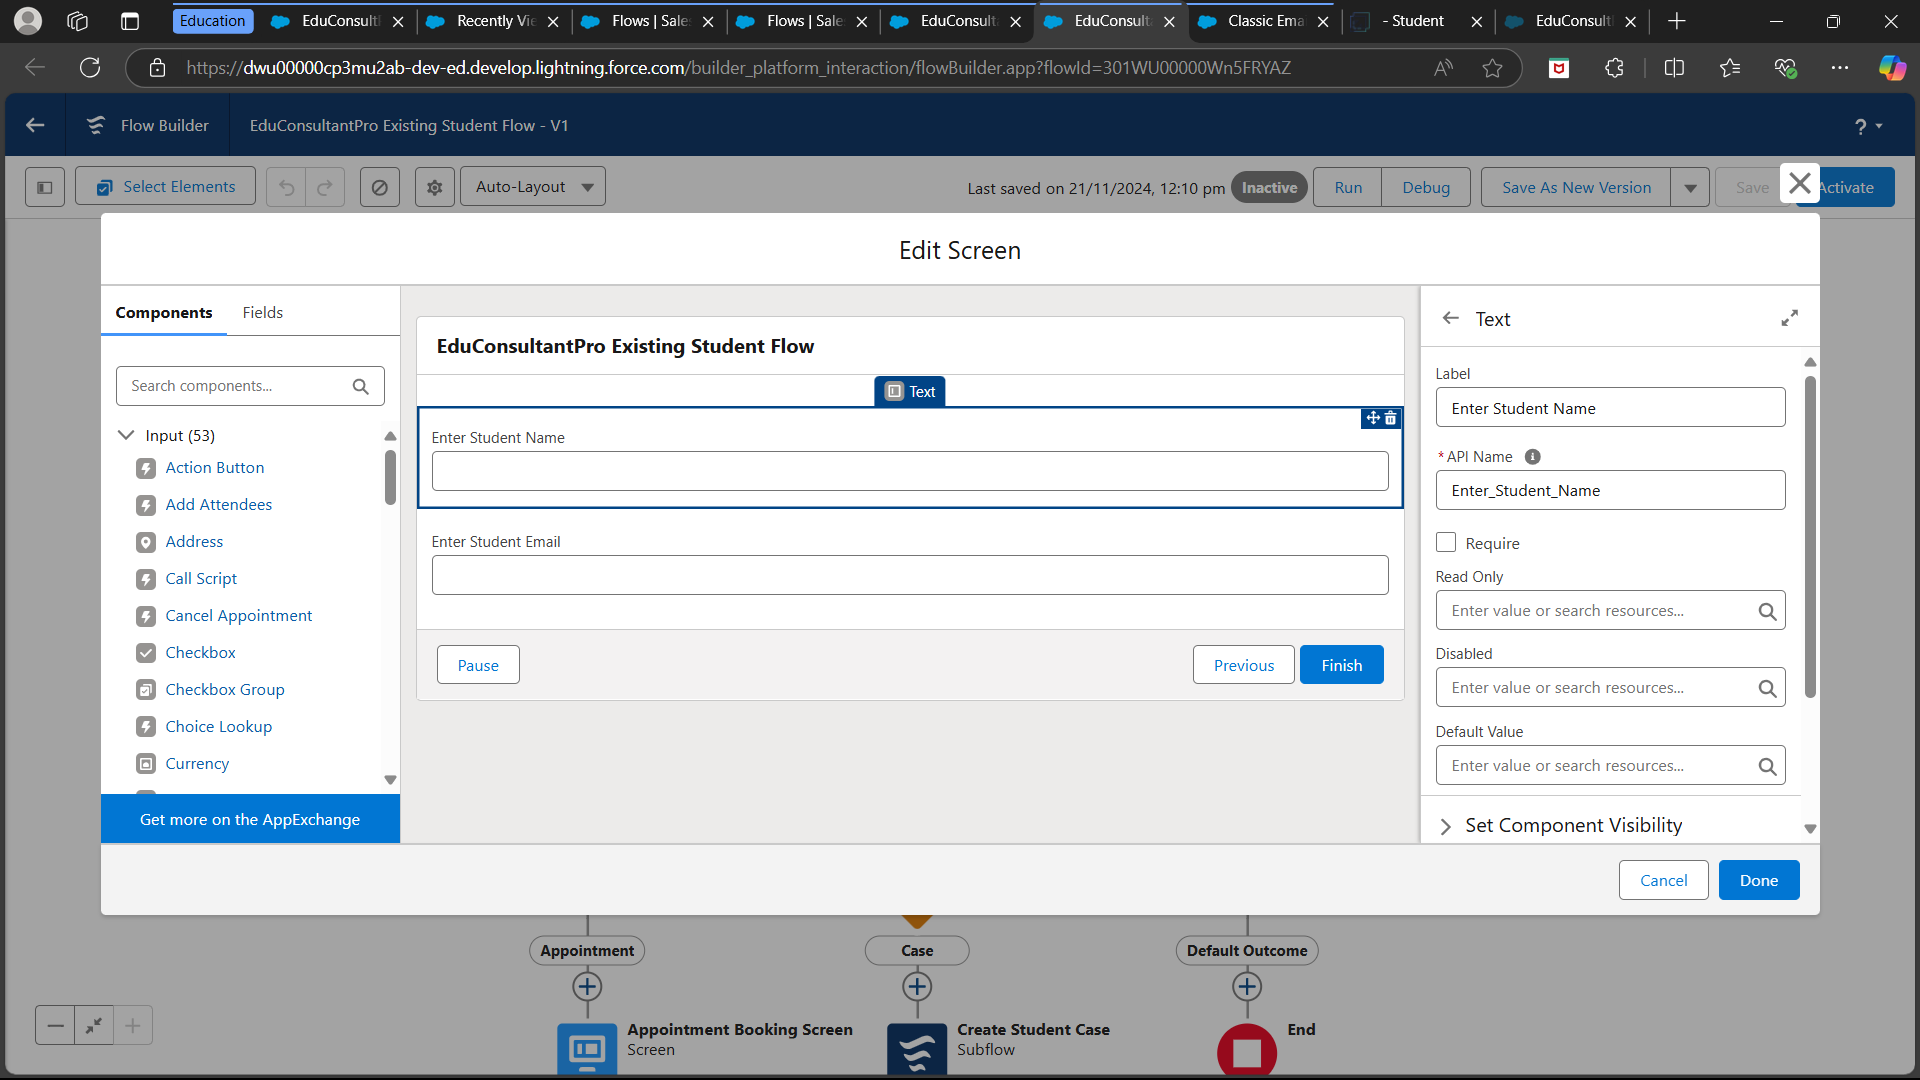 Education
EduConsult
Recently Vie
Flows | Sale
Flows | Sale
EduConsult
EduConsult
Classic Ema
- Student
EduConsult
https://dwu00000cp3mu2ab-dev-ed.develop.lightning.force.com/builder_platform_interaction/flowBuilder.app?flowId=301WU00000Wn5FRYAZ
Flow Builder
EduConsultantPro Existing Student Flow - V1
?
Select Elements
Auto-Layout
Last saved on 21/11/2024, 12:10 pm
Inactive
Run
Debug
Save As New Version
Save
Activate
Edit Screen
Components
Fields
Search components...
Input (53)
Action Button
Add Attendees
Address
Call Script
Cancel Appointment
Checkbox
Checkbox Group
Choice Lookup
Currency
Get more on the AppExchange
EduConsultantPro Existing Student Flow
Text
Enter Student Name
Enter Student Email
Pause
Previous
Finish
Text
Label
Enter Student Name
*API Name
Enter_Student_Name
Require
Read Only
Enter value or search resources...
Disabled
Enter value or search resources...
Default Value
Enter value or search resources...
Set Component Visibility
Cancel
Done
Appointment
Case
Default Outcome
Appointment Booking Screen
Screen
Create Student Case
Subflow
End